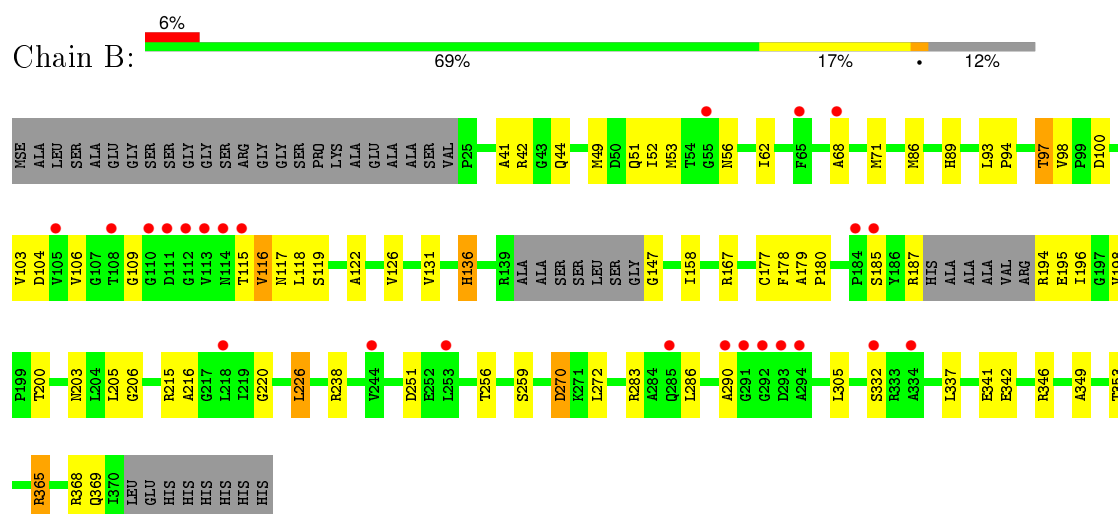 6%
Chain B:
69% 17% • 12%
MSE ALA LEU SER ALA GLU GLY SER SER GLY GLY SER ARG GLY GLY SER PRO LYS ALA GLU ALA ALA SER VAL P25 A41 R42 G43 Q44 M49 D50 Q51 I52 M53 T54 G55 N56 I62 F65 A68 M71 M86 H89 L93 P94 T97 V98 P99 D100
V103 D104 V105 V106 G107 T108 G109 G110 D111 G112 V113 N114 T115 V116 N117 L118 S119 A122 V126 V131 H136 R139 ALA ALA SER SER LEU SER GLY G147 I158 R167 C177 F178 A179 P180 P184 S185 Y186 R187 HIS ALA ALA ALA VAL ARG R194 E195 I196 G197 V198
P199 T200 N203 L204 L205 G206 R215 A216 G217 L218 I219 G220 L226 R238 V244 D251 E252 L253 T256 S259 D270 K271 L272 R283 A284 Q285 L286 A290 G291 G292 D293 A294 L305 S332 R333 A334 L337 E341 E342 R346 A349 T353
R365 R368 Q369 I370 LEU GLU HIS HIS HIS HIS HIS HIS